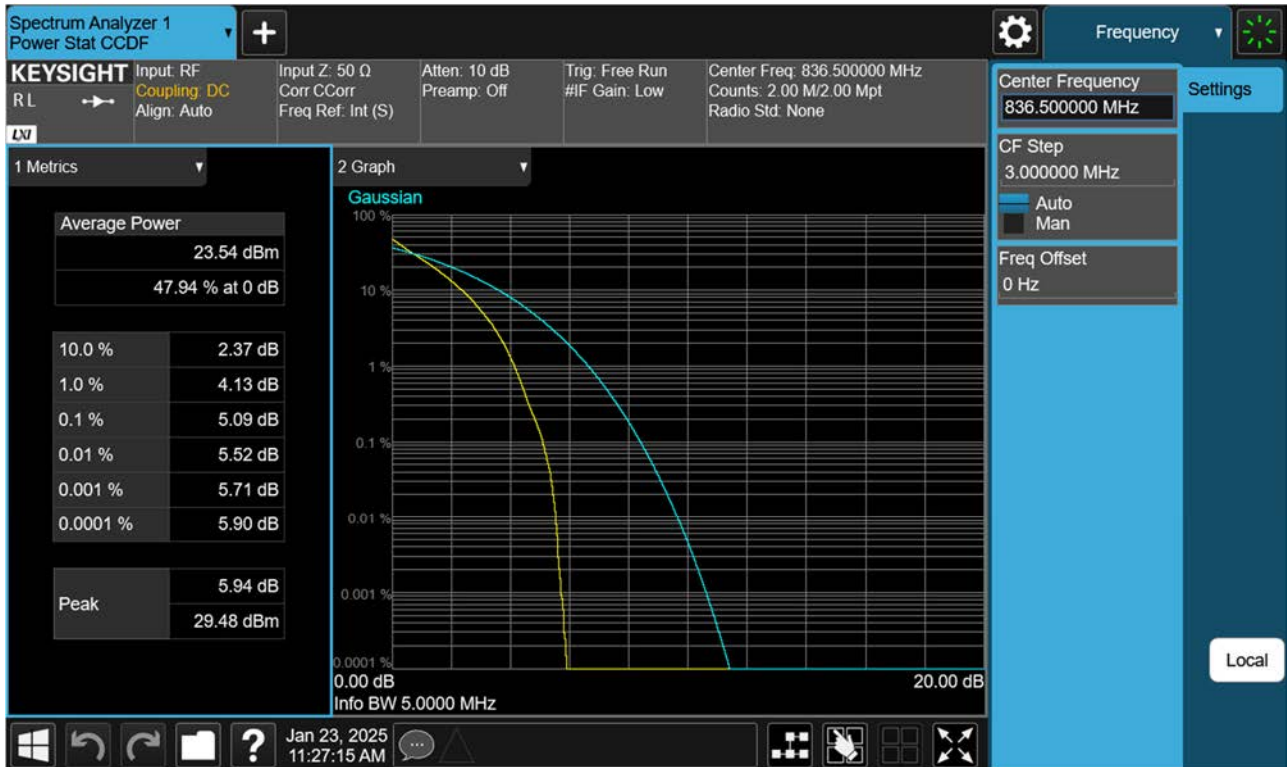 Spectrum Analyzer 1
Power Stat CCDF
+
Frequency
KEYSIGHT
RL
LXI
Input: RF
Coupling: DC
Align: Auto
Input Z: 50 Ω
Corr CCorr
Freq Ref: Int (S)
Atten: 10 dB
Preamp: Off
Trig: Free Run
#IF Gain: Low
Center Freq: 836.500000 MHz
Counts: 2.00 M/2.00 Mpt
Radio Std: None
1 Metrics
Average Power
23.54 dBm
47.94 % at 0 dB
10.0 % 2.37 dB
1.0 % 4.13 dB
0.1 % 5.09 dB
0.01 % 5.52 dB
0.001 % 5.71 dB
0.0001 % 5.90 dB
Peak
5.94 dB
29.48 dBm
2 Graph
Gaussian
100 %
10 %
1 %
0.1 %
0.01 %
0.001 %
0.0001 %
0.00 dB 20.00 dB
Info BW 5.0000 MHz
Center Frequency
836.500000 MHz
Settings
CF Step
3.000000 MHz
Auto
Man
Freq Offset
0 Hz
Local
?
Jan 23, 2025
11:27:15 AM